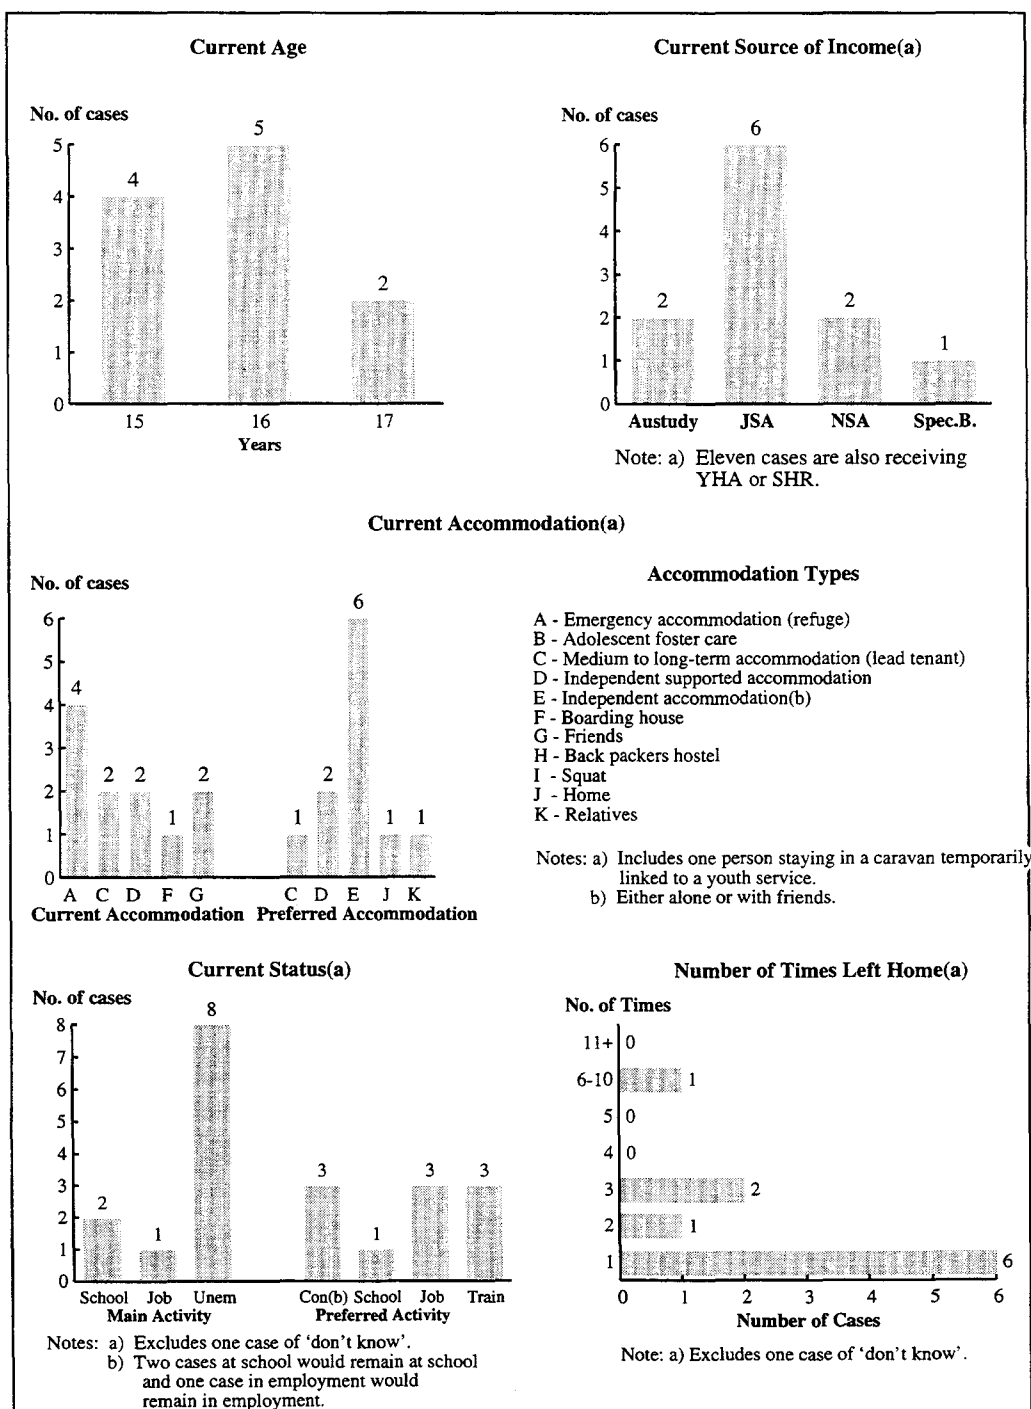 Current Age
No. of cases
5
4
3
2
1
0
4
5
2
15 16 17
Years
Current Source of Income(a)
No. of cases
6
5
4
3
2
1
0
2
6
2
1
Austudy JSA NSA Spec.B.
Note: a) Eleven cases are also receiving
YHA or SHR.
Current Accommodation(a)
No. of cases
6
5
4
3
2
1
0
4
2
2
1
2
1
2
6
1
1
A C D F G C D E J K
Current Accommodation Preferred Accommodation
Accommodation Types
A - Emergency accommodation (refuge)
B - Adolescent foster care
C - Medium to long-term accommodation (lead tenant)
D - Independent supported accommodation
E - Independent accommodation(b)
F - Boarding house
G - Friends
H - Back packers hostel
I - Squat
J - Home
K - Relatives
Notes: a) Includes one person staying in a caravan temporarily
linked to a youth service.
b) Either alone or with friends.
Current Status(a)
No. of cases
8
7
6
5
4
3
2
1
0
2
1
8
3
1
3
3
School Job Unem Con(b) School Job Train
Main Activity Preferred Activity
Notes: a) Excludes one case of 'don't know'.
b) Two cases at school would remain at school
and one case in employment would
remain in employment.
Number of Times Left Home(a)
No. of Times
11+ 0
6-10 1
5 0
4 0
3 2
2 1
1 6
0 1 2 3 4 5 6
Number of Cases
Note: a) Excludes one case of 'don't know'.